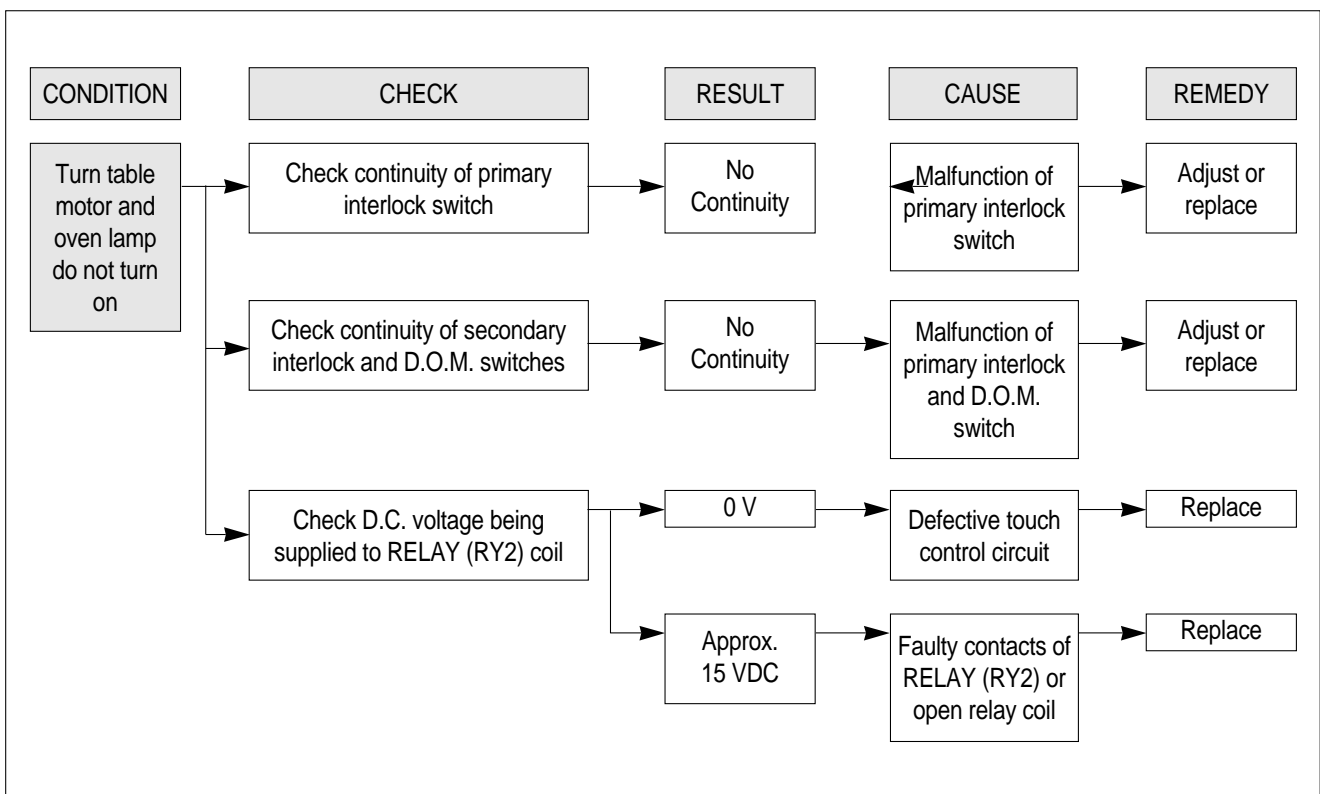 CONDITION
CHECK
RESULT
CAUSE
REMEDY
Turn table
motor and
oven lamp
do not turn
on
Check continuity of primary
interlock switch
No
Continuity
Malfunction of
primary interlock
switch
Adjust or
replace
Check continuity of secondary
interlock and D.O.M. switches
No
Continuity
Malfunction of
primary interlock
and D.O.M.
switch
Adjust or
replace
Check D.C. voltage being
supplied to RELAY (RY2) coil
0 V
Defective touch
control circuit
Replace
Approx.
15 VDC
Faulty contacts of
RELAY (RY2) or
open relay coil
Replace